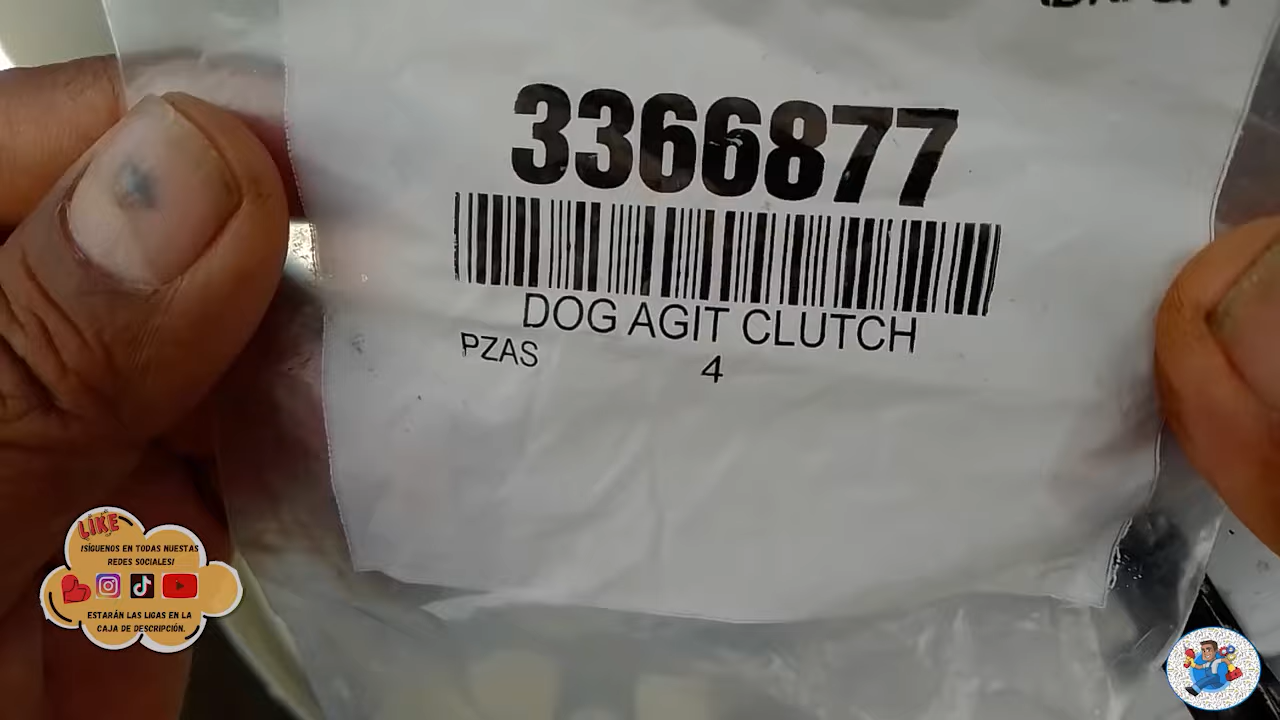 3366877
DOG AGIT CLUTCH
PZAS 4
LIKE
¡SÍGUENOS EN TODAS NUESTAS
REDES SOCIALES!
ESTARÁN LAS LIGAS EN LA
CAJA DE DESCRIPCIÓN.